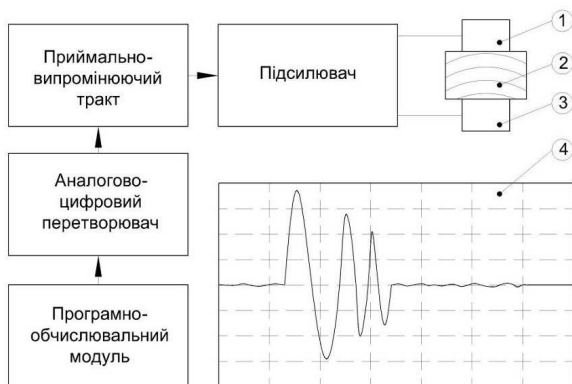 Приймально-
випромінюючий
тракт
Підсилювач
1
2
3
4
Аналогово-
цифровий
перетворювач
Програмно-
обчислювальний
модуль